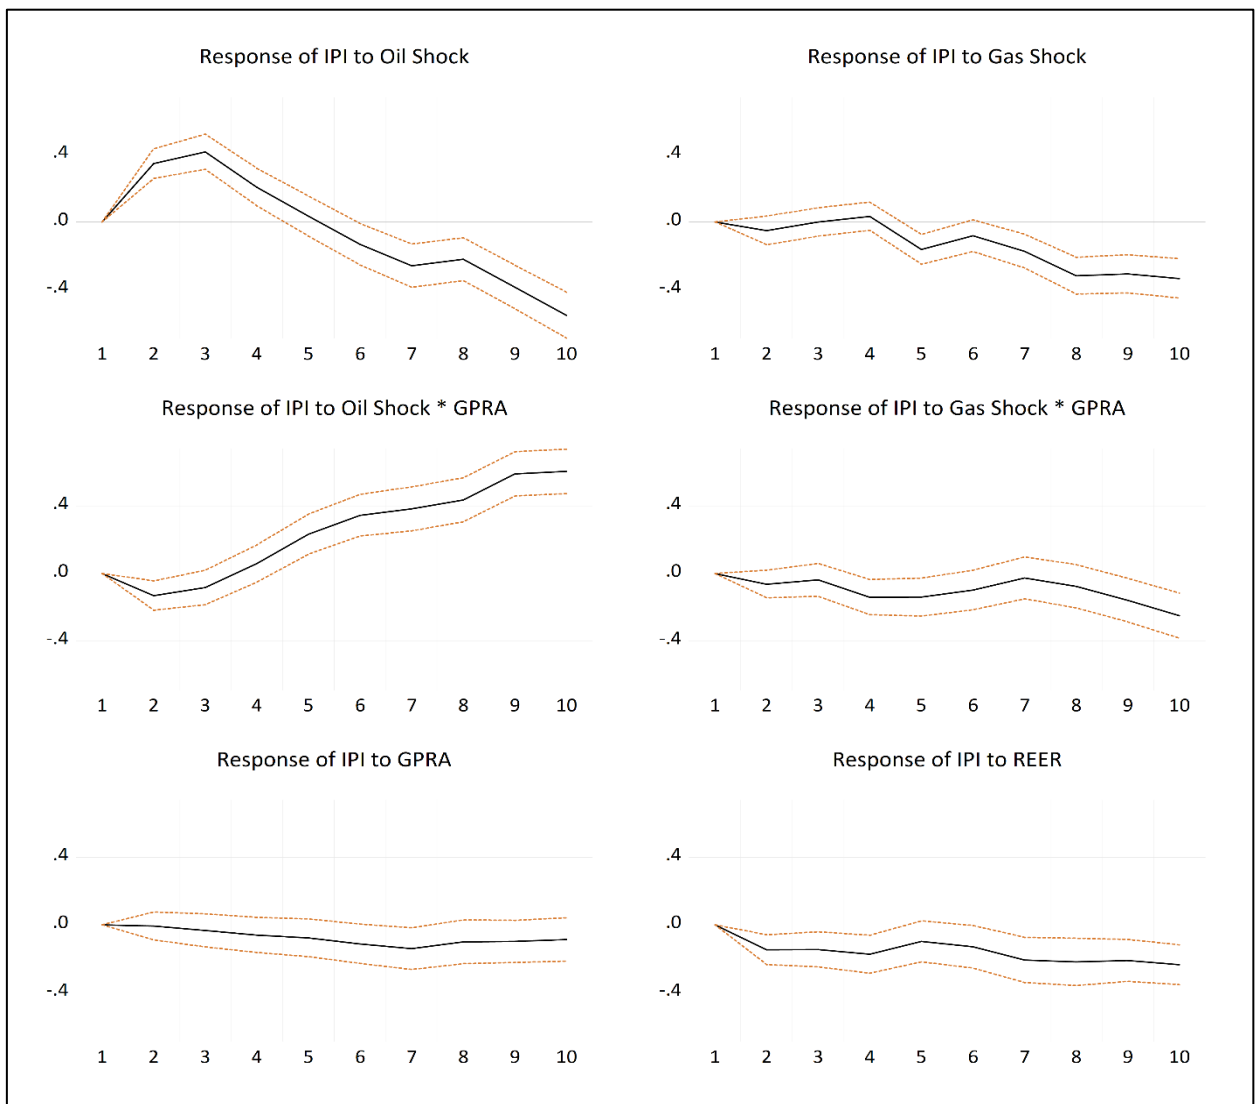 Response of IPI to Oil Shock
.4
.0
-.4
1 2 3 4 5 6 7 8 9 10
Response of IPI to Gas Shock
.4
.0
-.4
1 2 3 4 5 6 7 8 9 10
Response of IPI to Oil Shock * GPRA
.4
.0
-.4
1 2 3 4 5 6 7 8 9 10
Response of IPI to Gas Shock * GPRA
.4
.0
-.4
1 2 3 4 5 6 7 8 9 10
Response of IPI to GPRA
.4
.0
-.4
1 2 3 4 5 6 7 8 9 10
Response of IPI to REER
.4
.0
-.4
1 2 3 4 5 6 7 8 9 10